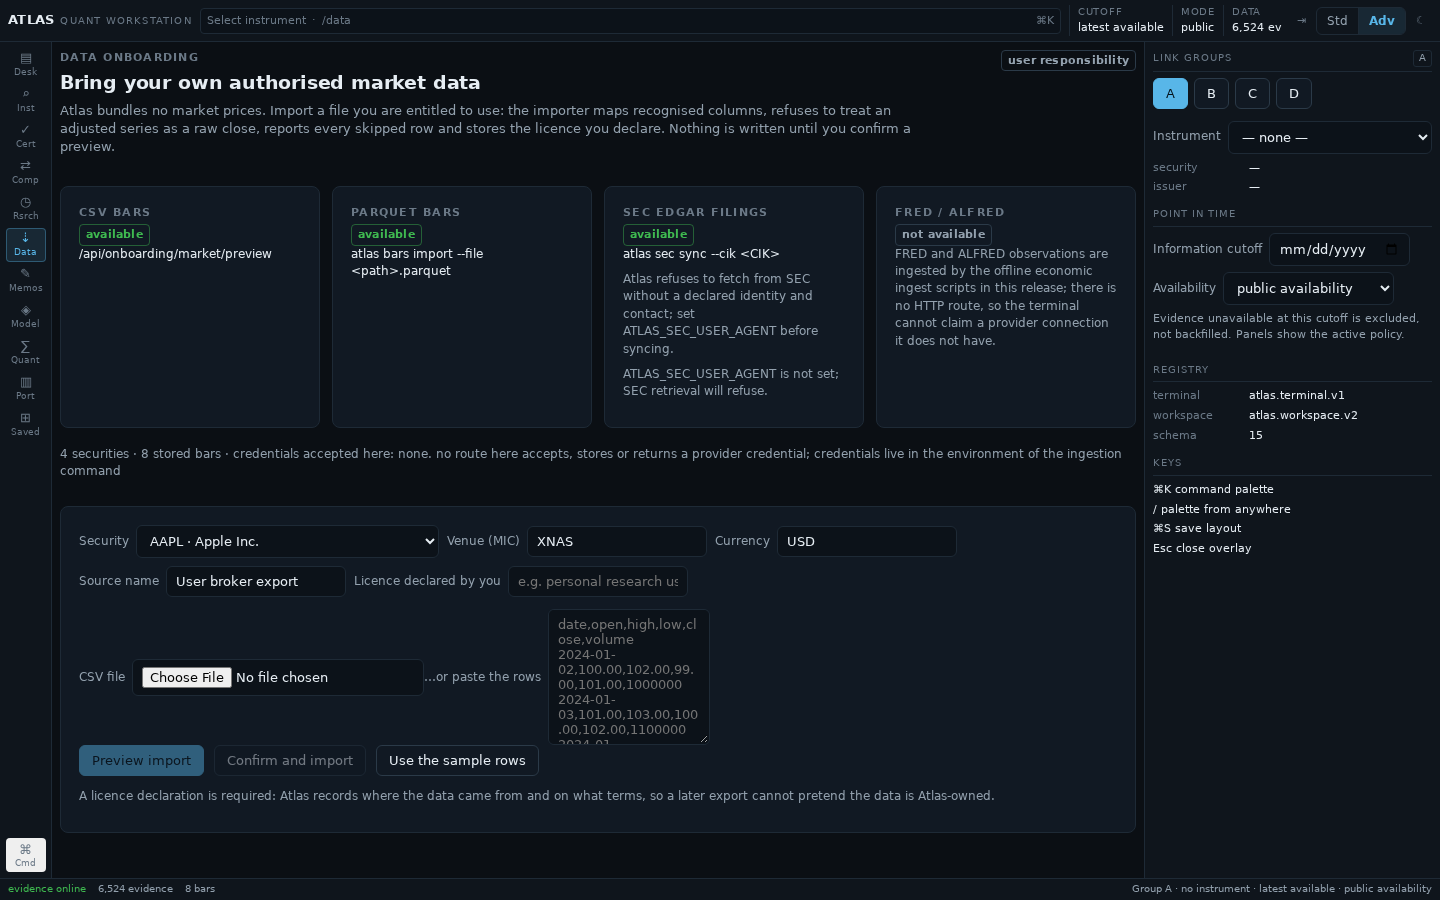 ATLAS QUANT WORKSTATION
Select instrument · /data ⌘K
CUTOFF
latest available
MODE
public
DATA
6,524 ev
Std
Adv
Desk
Inst
Cert
Comp
Rsrch
Data
Memos
Model
Quant
Port
Saved
⌘
Cmd
DATA ONBOARDING
user responsibility
Bring your own authorised market data
Atlas bundles no market prices. Import a file you are entitled to use: the importer maps recognised columns, refuses to treat an
adjusted series as a raw close, reports every skipped row and stores the licence you declare. Nothing is written until you confirm a
preview.
CSV BARS
available
/api/onboarding/market/preview
PARQUET BARS
available
atlas bars import --file
<path>.parquet
SEC EDGAR FILINGS
available
atlas sec sync --cik <CIK>
Atlas refuses to fetch from SEC
without a declared identity and
contact; set
ATLAS_SEC_USER_AGENT before
syncing.
ATLAS_SEC_USER_AGENT is not set;
SEC retrieval will refuse.
FRED / ALFRED
not available
FRED and ALFRED observations are
ingested by the offline economic
ingest scripts in this release; there is
no HTTP route, so the terminal
cannot claim a provider connection
it does not have.
4 securities · 8 stored bars · credentials accepted here: none. no route here accepts, stores or returns a provider credential; credentials live in the environment of the ingestion
command
Security AAPL · Apple Inc. Venue (MIC) XNAS Currency USD
Source name User broker export Licence declared by you e.g. personal research us
CSV file Choose File No file chosen ...or paste the rows
date,open,high,low,cl
ose,volume
2024-01-
02,100.00,102.00,99.
00,101.00,1000000
2024-01-
03,101.00,103.00,100
.00,102.00,1100000
2024-01-
Preview import Confirm and import Use the sample rows
A licence declaration is required: Atlas records where the data came from and on what terms, so a later export cannot pretend the data is Atlas-owned.
LINK GROUPS A
A B C D
Instrument — none —
security —
issuer —
POINT IN TIME
Information cutoff mm/dd/yyyy
Availability public availability
Evidence unavailable at this cutoff is excluded,
not backfilled. Panels show the active policy.
REGISTRY
terminal atlas.terminal.v1
workspace atlas.workspace.v2
schema 15
KEYS
⌘K command palette
/ palette from anywhere
⌘S save layout
Esc close overlay
evidence online 6,524 evidence 8 bars
Group A · no instrument · latest available · public availability